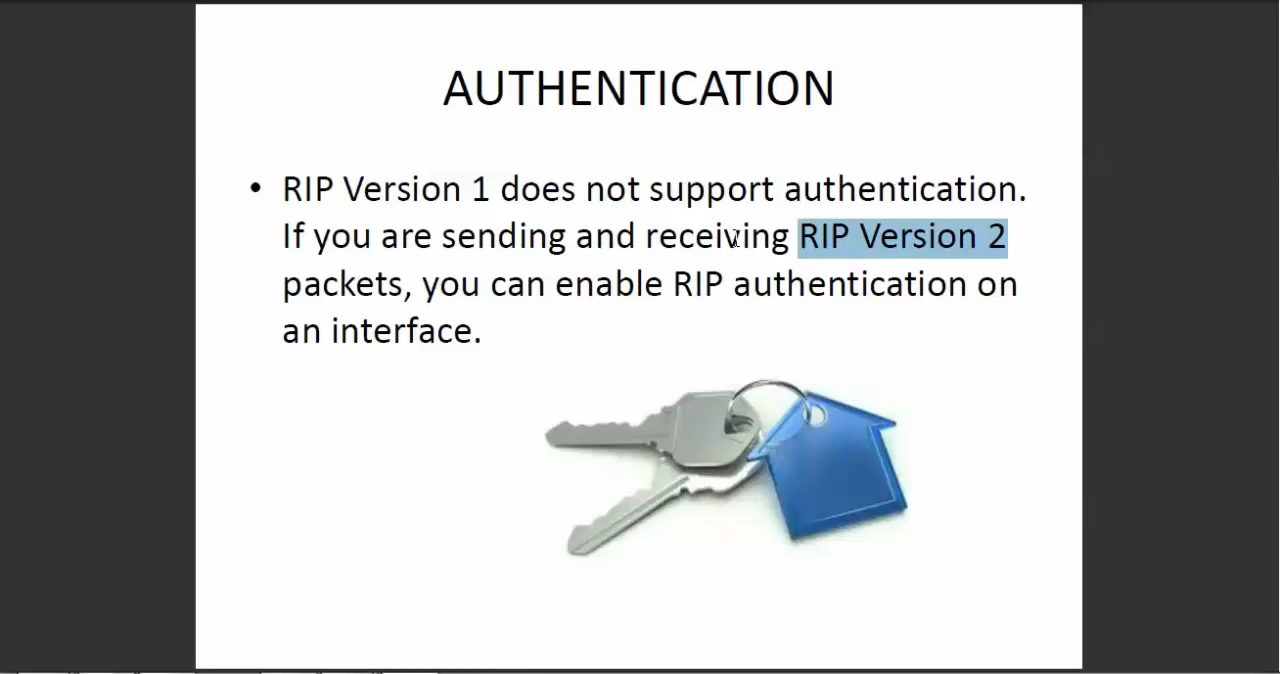 AUTHENTICATION
• RIP Version 1 does not support authentication.
If you are sending and receiving RIP Version 2
packets, you can enable RIP authentication on
an interface.